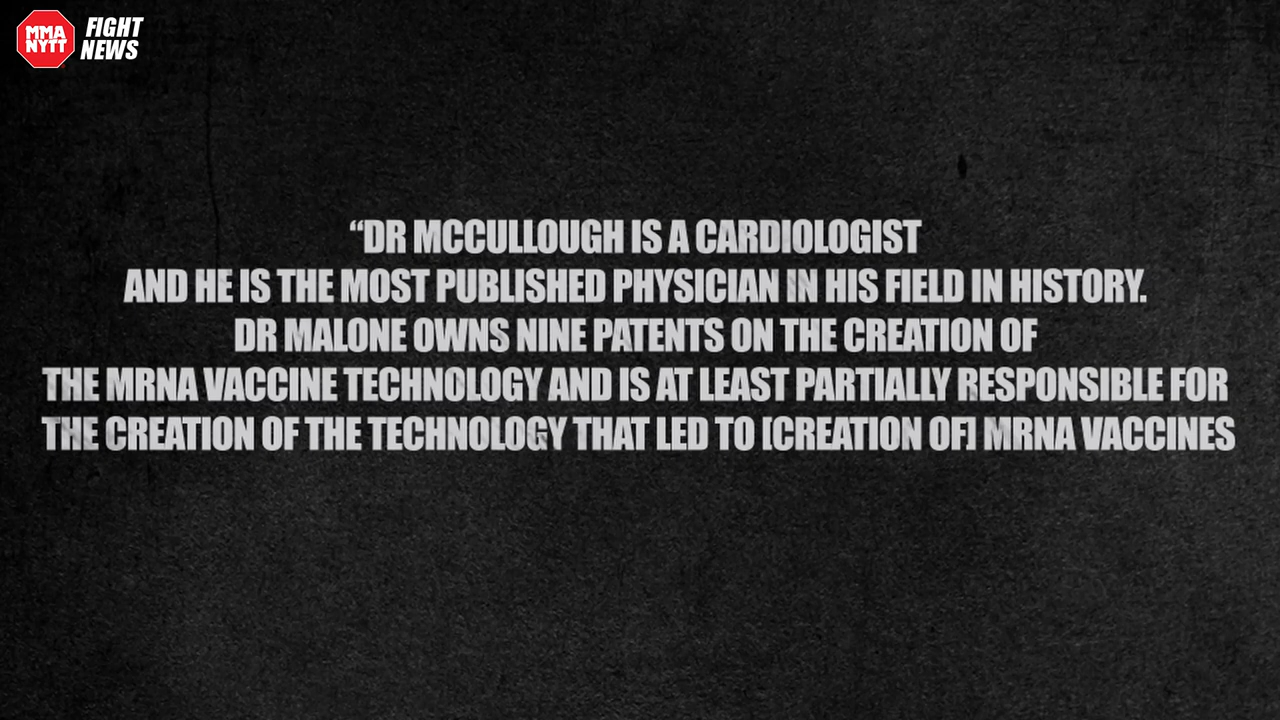 MMA
NYTT
FIGHT
NEWS
“DR MCCULLOUGH IS A CARDIOLOGIST
AND HE IS THE MOST PUBLISHED PHYSICIAN IN HIS FIELD IN HISTORY.
DR MALONE OWNS NINE PATENTS ON THE CREATION OF
THE MRNA VACCINE TECHNOLOGY AND IS AT LEAST PARTIALLY RESPONSIBLE FOR
THE CREATION OF THE TECHNOLOGY THAT LED TO [CREATION OF] MRNA VACCINES